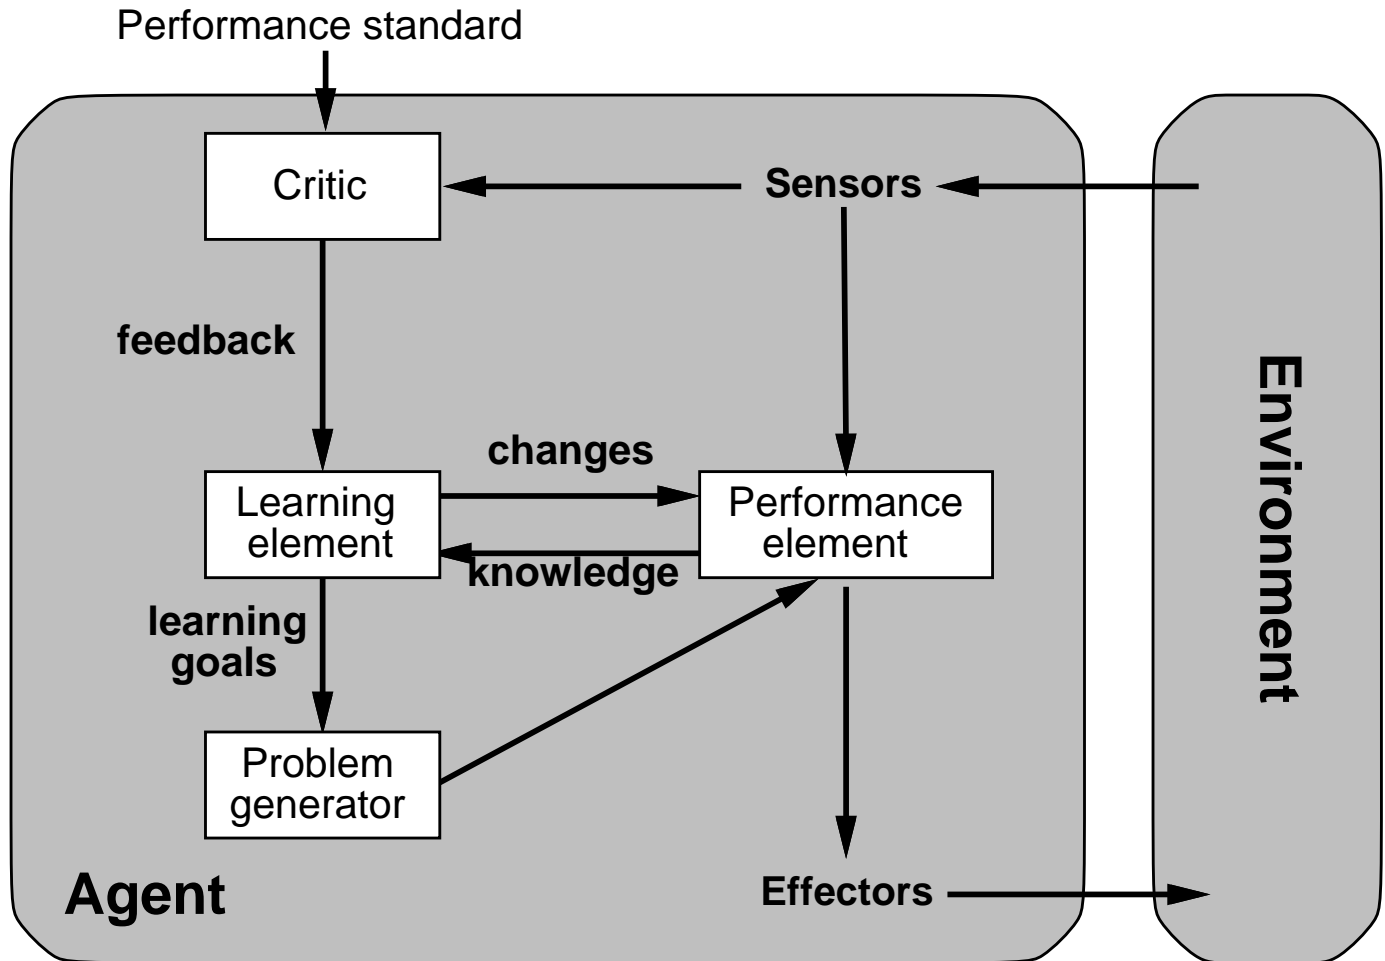 Performance standard
Critic
Sensors
feedback
Environment
changes
Learning
element
Performance
element
knowledge
learning
goals
Problem
generator
Agent
Effectors